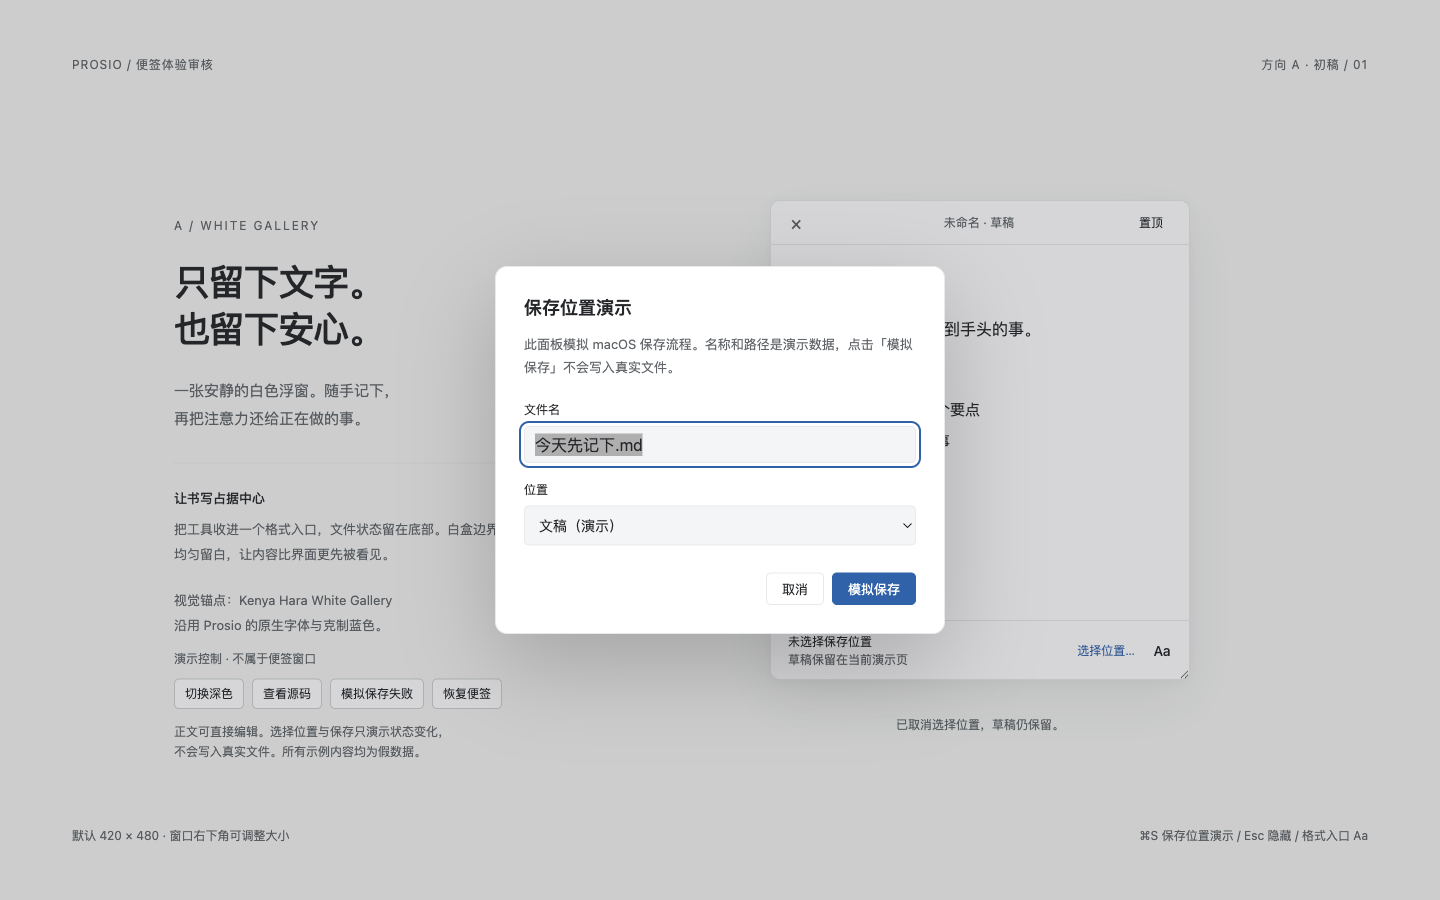 PROSIO / 便签体验审核
方向 A · 初稿 / 01
A / WHITE GALLERY
只留下文字。
也留下安心。
一张安静的白色浮窗。随手记下，
再把注意力还给正在做的事。
让书写占据中心
把工具收进一个格式入口，文件状态留在底部。白盒边界
均匀留白，让内容比界面更先被看见。
视觉锚点：Kenya Hara White Gallery
沿用 Prosio 的原生字体与克制蓝色。
演示控制 · 不属于便签窗口
切换深色
查看源码
模拟保存失败
恢复便签
正文可直接编辑。选择位置与保存只演示状态变化，
不会写入真实文件。所有示例内容均为假数据。
未命名 · 草稿
置顶
到手头的事。
要点
保存位置演示
此面板模拟 macOS 保存流程。名称和路径是演示数据，点击「模拟
保存」不会写入真实文件。
文件名
今天先记下.md
位置
文稿（演示）
取消
模拟保存
未选择保存位置
草稿保留在当前演示页
选择位置...
Aa
已取消选择位置，草稿仍保留。
默认 420 × 480 · 窗口右下角可调整大小
⌘S 保存位置演示 / Esc 隐藏 / 格式入口 Aa